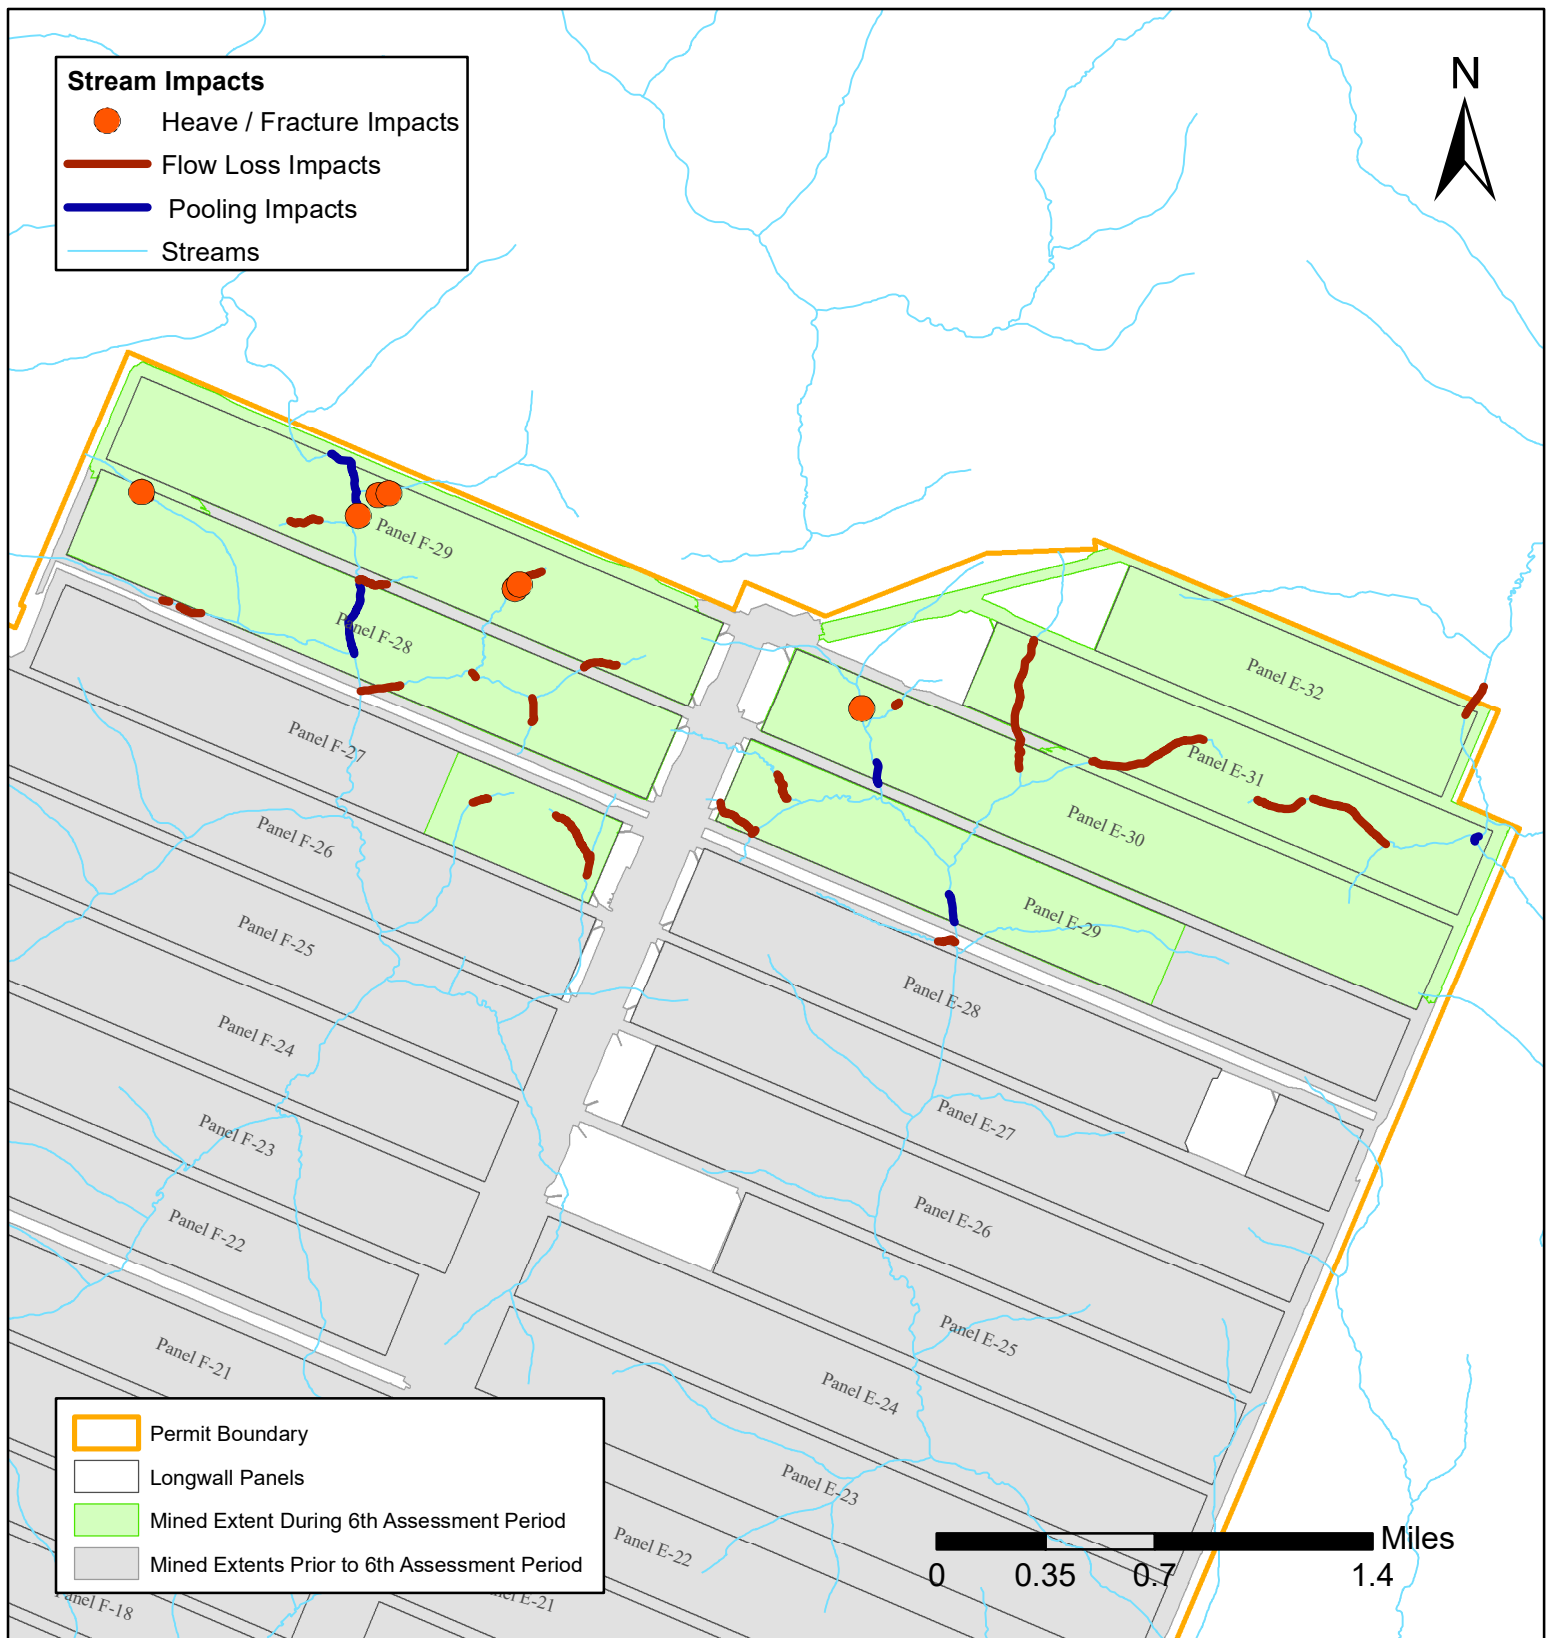 Stream Impacts
Heave / Fracture Impacts
Flow Loss Impacts
Pooling Impacts
Streams
N
Panel F-29
Panel F-28
Panel E-32
Panel F-27
Panel E-31
Panel F-26
Panel E-30
Panel F-25
Panel E-29
Panel E-28
Panel F-24
Panel F-23
Panel E-27
Panel F-22
Panel E-26
Panel F-21
Panel E-25
Panel E-24
Panel E-23
Panel E-22
Permit Boundary
Longwall Panels
Mined Extent During 6th Assessment Period
Mined Extents Prior to 6th Assessment Period
Miles
0 0.35 0.7 1.4
E-21
F-18